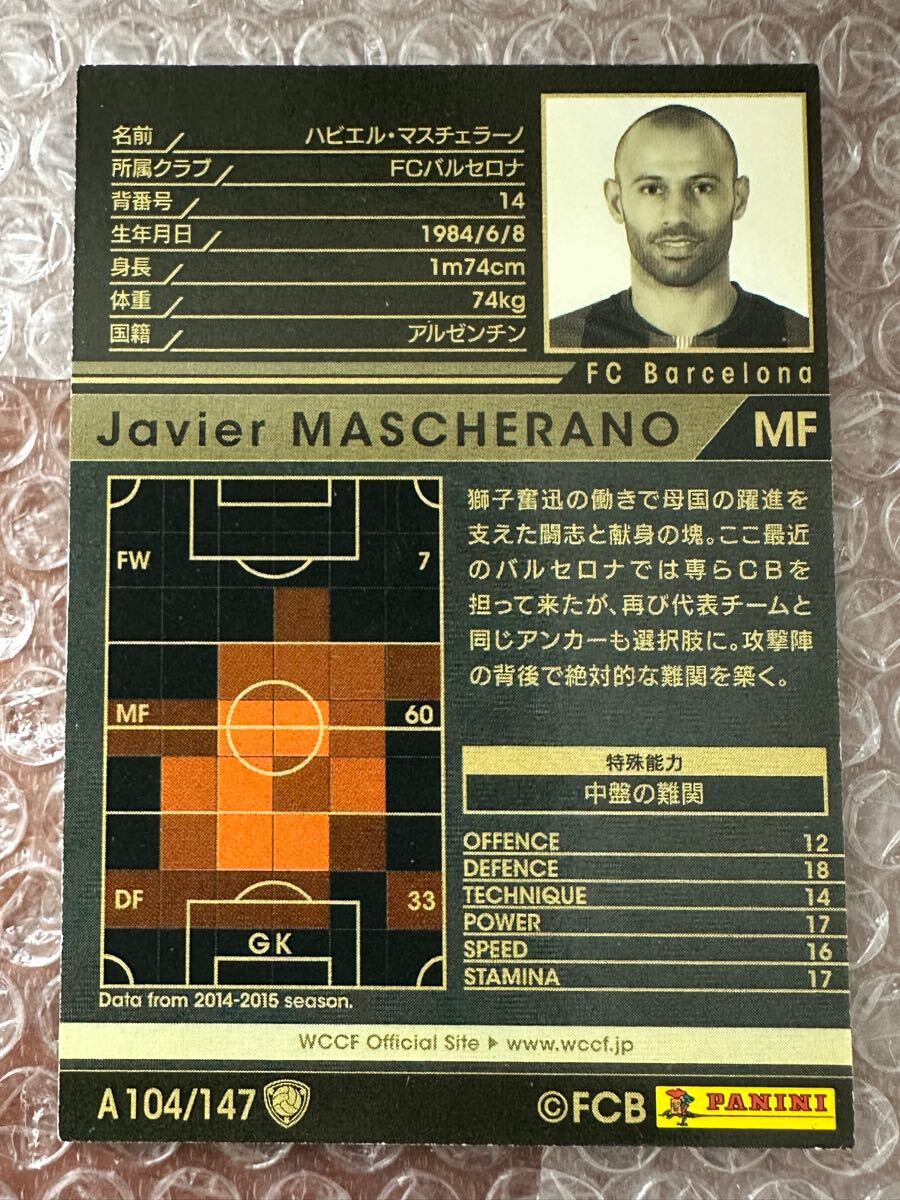 名前 ハビエル・マスチェラーノ
所属クラブ FCバルセロナ
背番号 14
生年月日 1984/6/8
身長 1m74cm
体重 74kg
国籍 アルゼンチン
FC Barcelona
Javier MASCHERANO MF
FW 7
MF 60
DF 33
GK
Data from 2014-2015 season.
獅子奮迅の働きで母国の躍進を
支えた闘志と献身の塊。ここ最近
のバルセロナでは専らCBを
担って来たが、再び代表チームと
同じアンカーも選択肢に。攻撃陣
の背後で絶対的な難関を築く。
特殊能力
中盤の難関
OFFENCE 12
DEFENCE 18
TECHNIQUE 14
POWER 17
SPEED 16
STAMINA 17
WCCF Official Site ▶ www.wccf.jp
A104/147 ©FCB PANINI